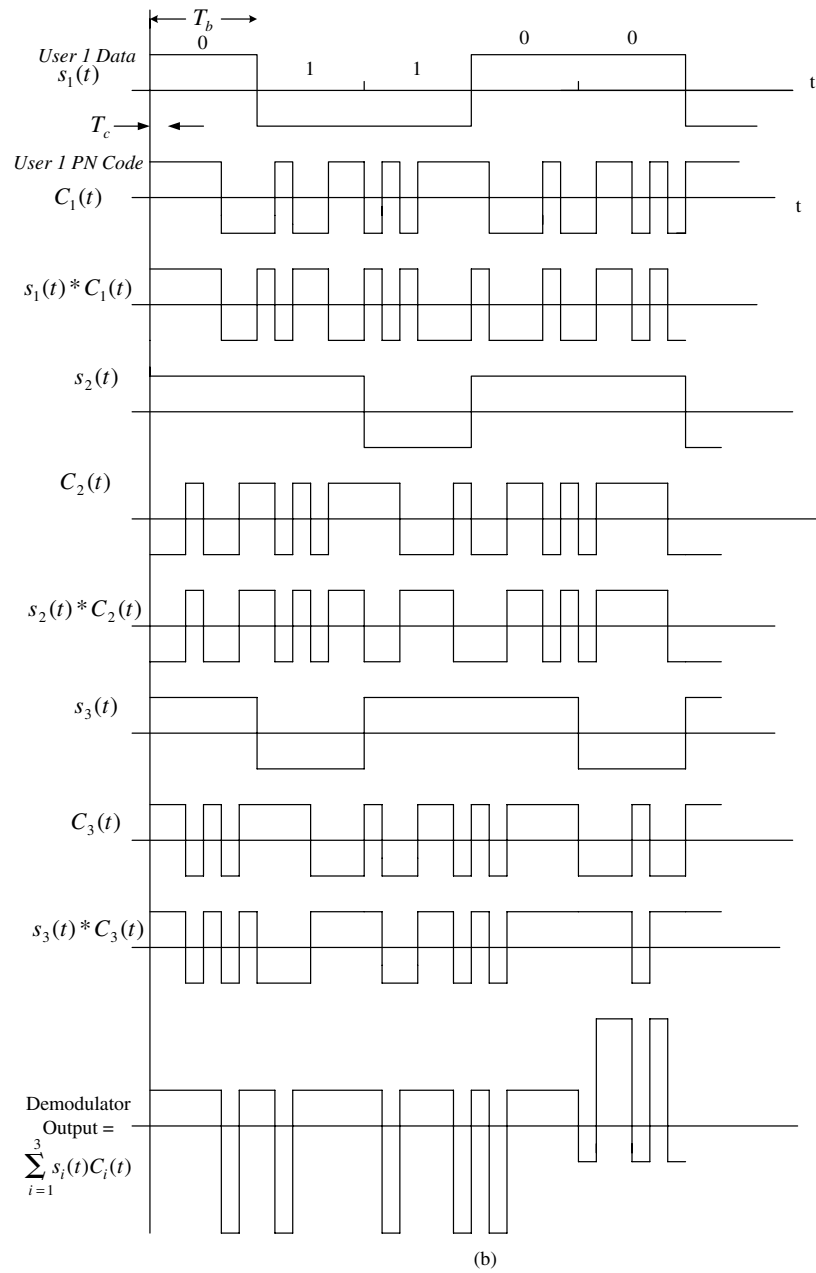 T_b
0 1 1 0 0
User 1 Data
s_1(t)
t
T_c
User 1 PN Code
C_1(t)
t
s_1(t)*C_1(t)
s_2(t)
C_2(t)
s_2(t)*C_2(t)
s_3(t)
C_3(t)
s_3(t)*C_3(t)
Demodulator
Output =
\sum_{i=1}^{3} s_i(t)C_i(t)
(b)